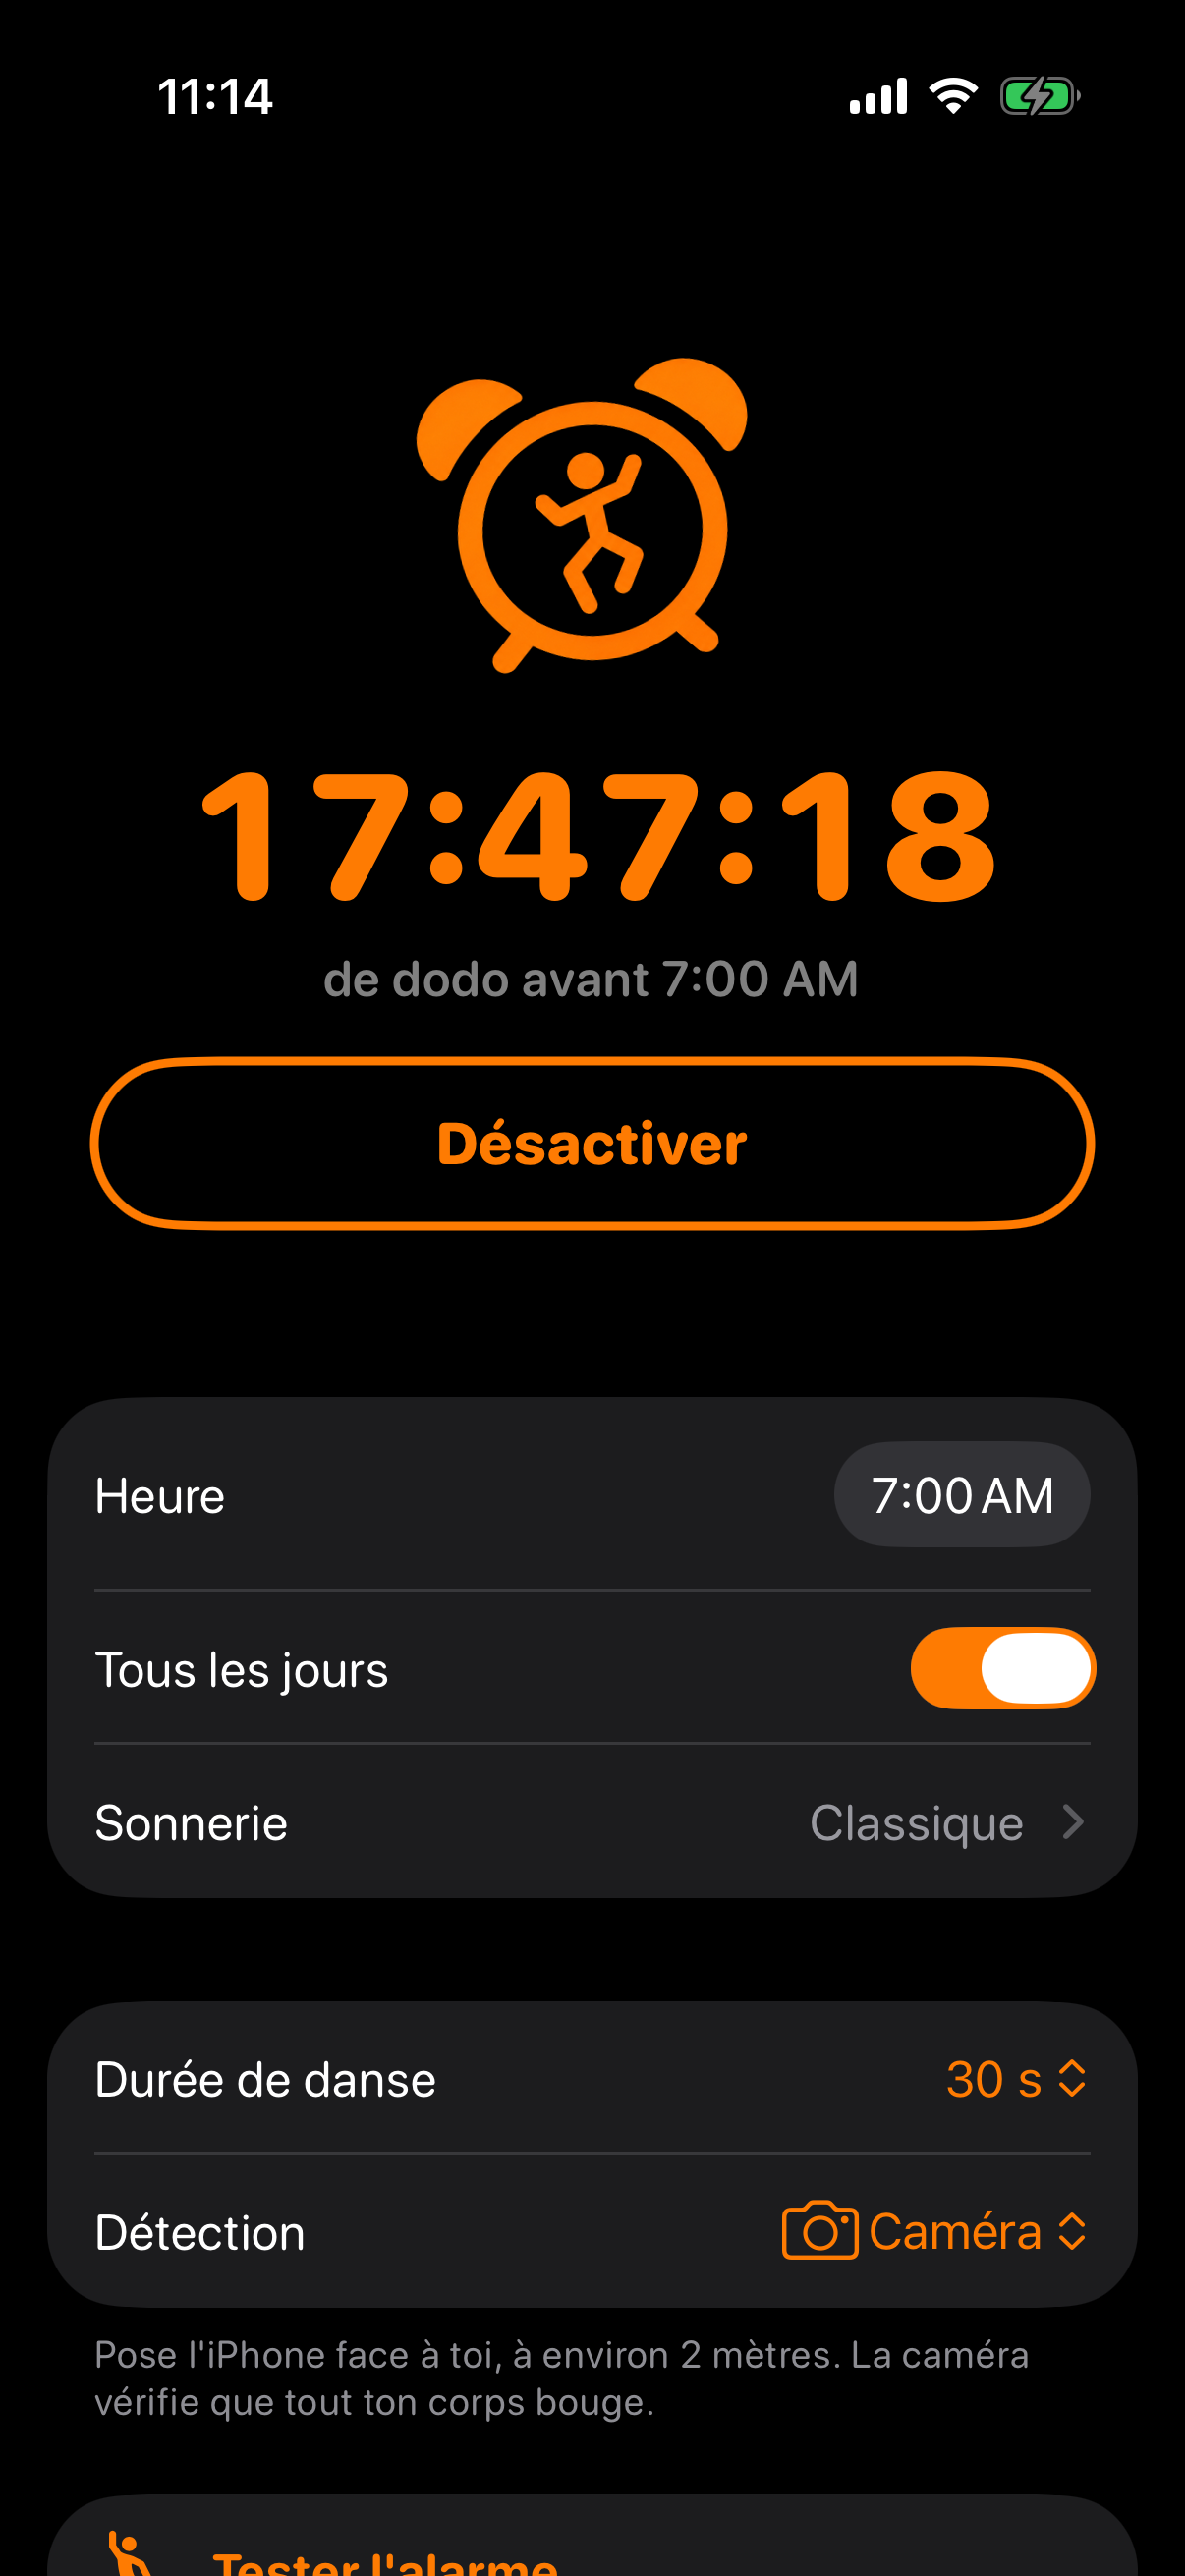 11:14
17:47:18
de dodo avant 7:00 AM
Désactiver
Heure 7:00 AM
Tous les jours
Sonnerie Classique
Durée de danse 30 s
Détection Caméra
Pose l'iPhone face à toi, à environ 2 mètres. La caméra
vérifie que tout ton corps bouge.
Tester l'alarme